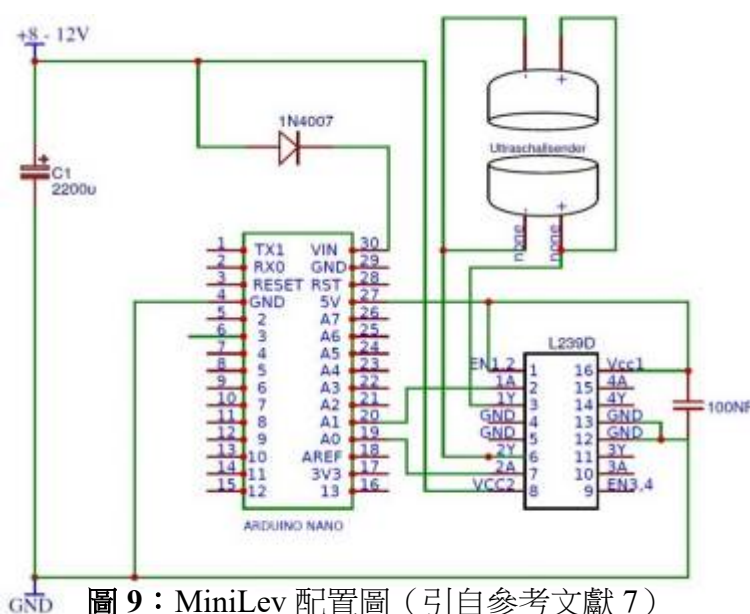 +8 - 12V
1N4007
C1
2200u
Ultraschallsender
- +
- +
none none
1 TX1 VIN 30
2 RX0 GND 29
3 RESET RST 28
4 GND 5V 27
5 2 A7 26
6 3 A6 25
7 4 A5 24
8 5 A4 23
9 6 A3 22
10 7 A2 21
11 8 A1 20
12 9 A0 19
13 10 AREF 18
14 11 3V3 17
15 12 13 16
ARDUINO NANO
L239D
EN1,2 1 16 Vcc1
1A 2 15 4A
1Y 3 14 4Y
GND 4 13 GND
GND 5 12 GND
2Y 6 11 3Y
2A 7 10 3A
VCC2 8 9 EN3,4
100NF
GND
圖 9：MiniLev 配置圖（引自參考文獻 7）